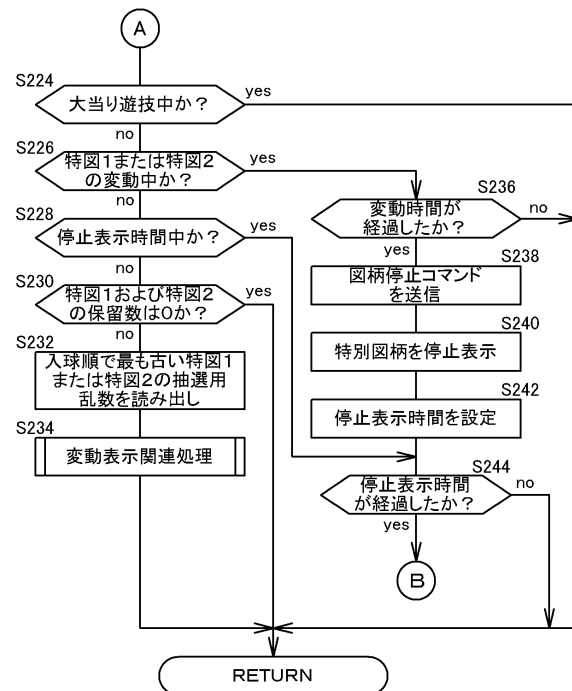 A
S224
大当り遊技中か?
yes
no
S226
特図1または特図2
の変動中か?
yes
no
S228
停止表示時間中か?
yes
no
S230
特図1および特図2
の保留数は0か?
yes
no
S232
入球順で最も古い特図1
または特図2の抽選用
乱数を読み出し
S234
変動表示関連処理
S236
変動時間が
経過したか?
no
yes
S238
図柄停止コマンド
を送信
S240
特別図柄を停止表示
S242
停止表示時間を設定
S244
停止表示時間
が経過したか?
no
yes
B
RETURN